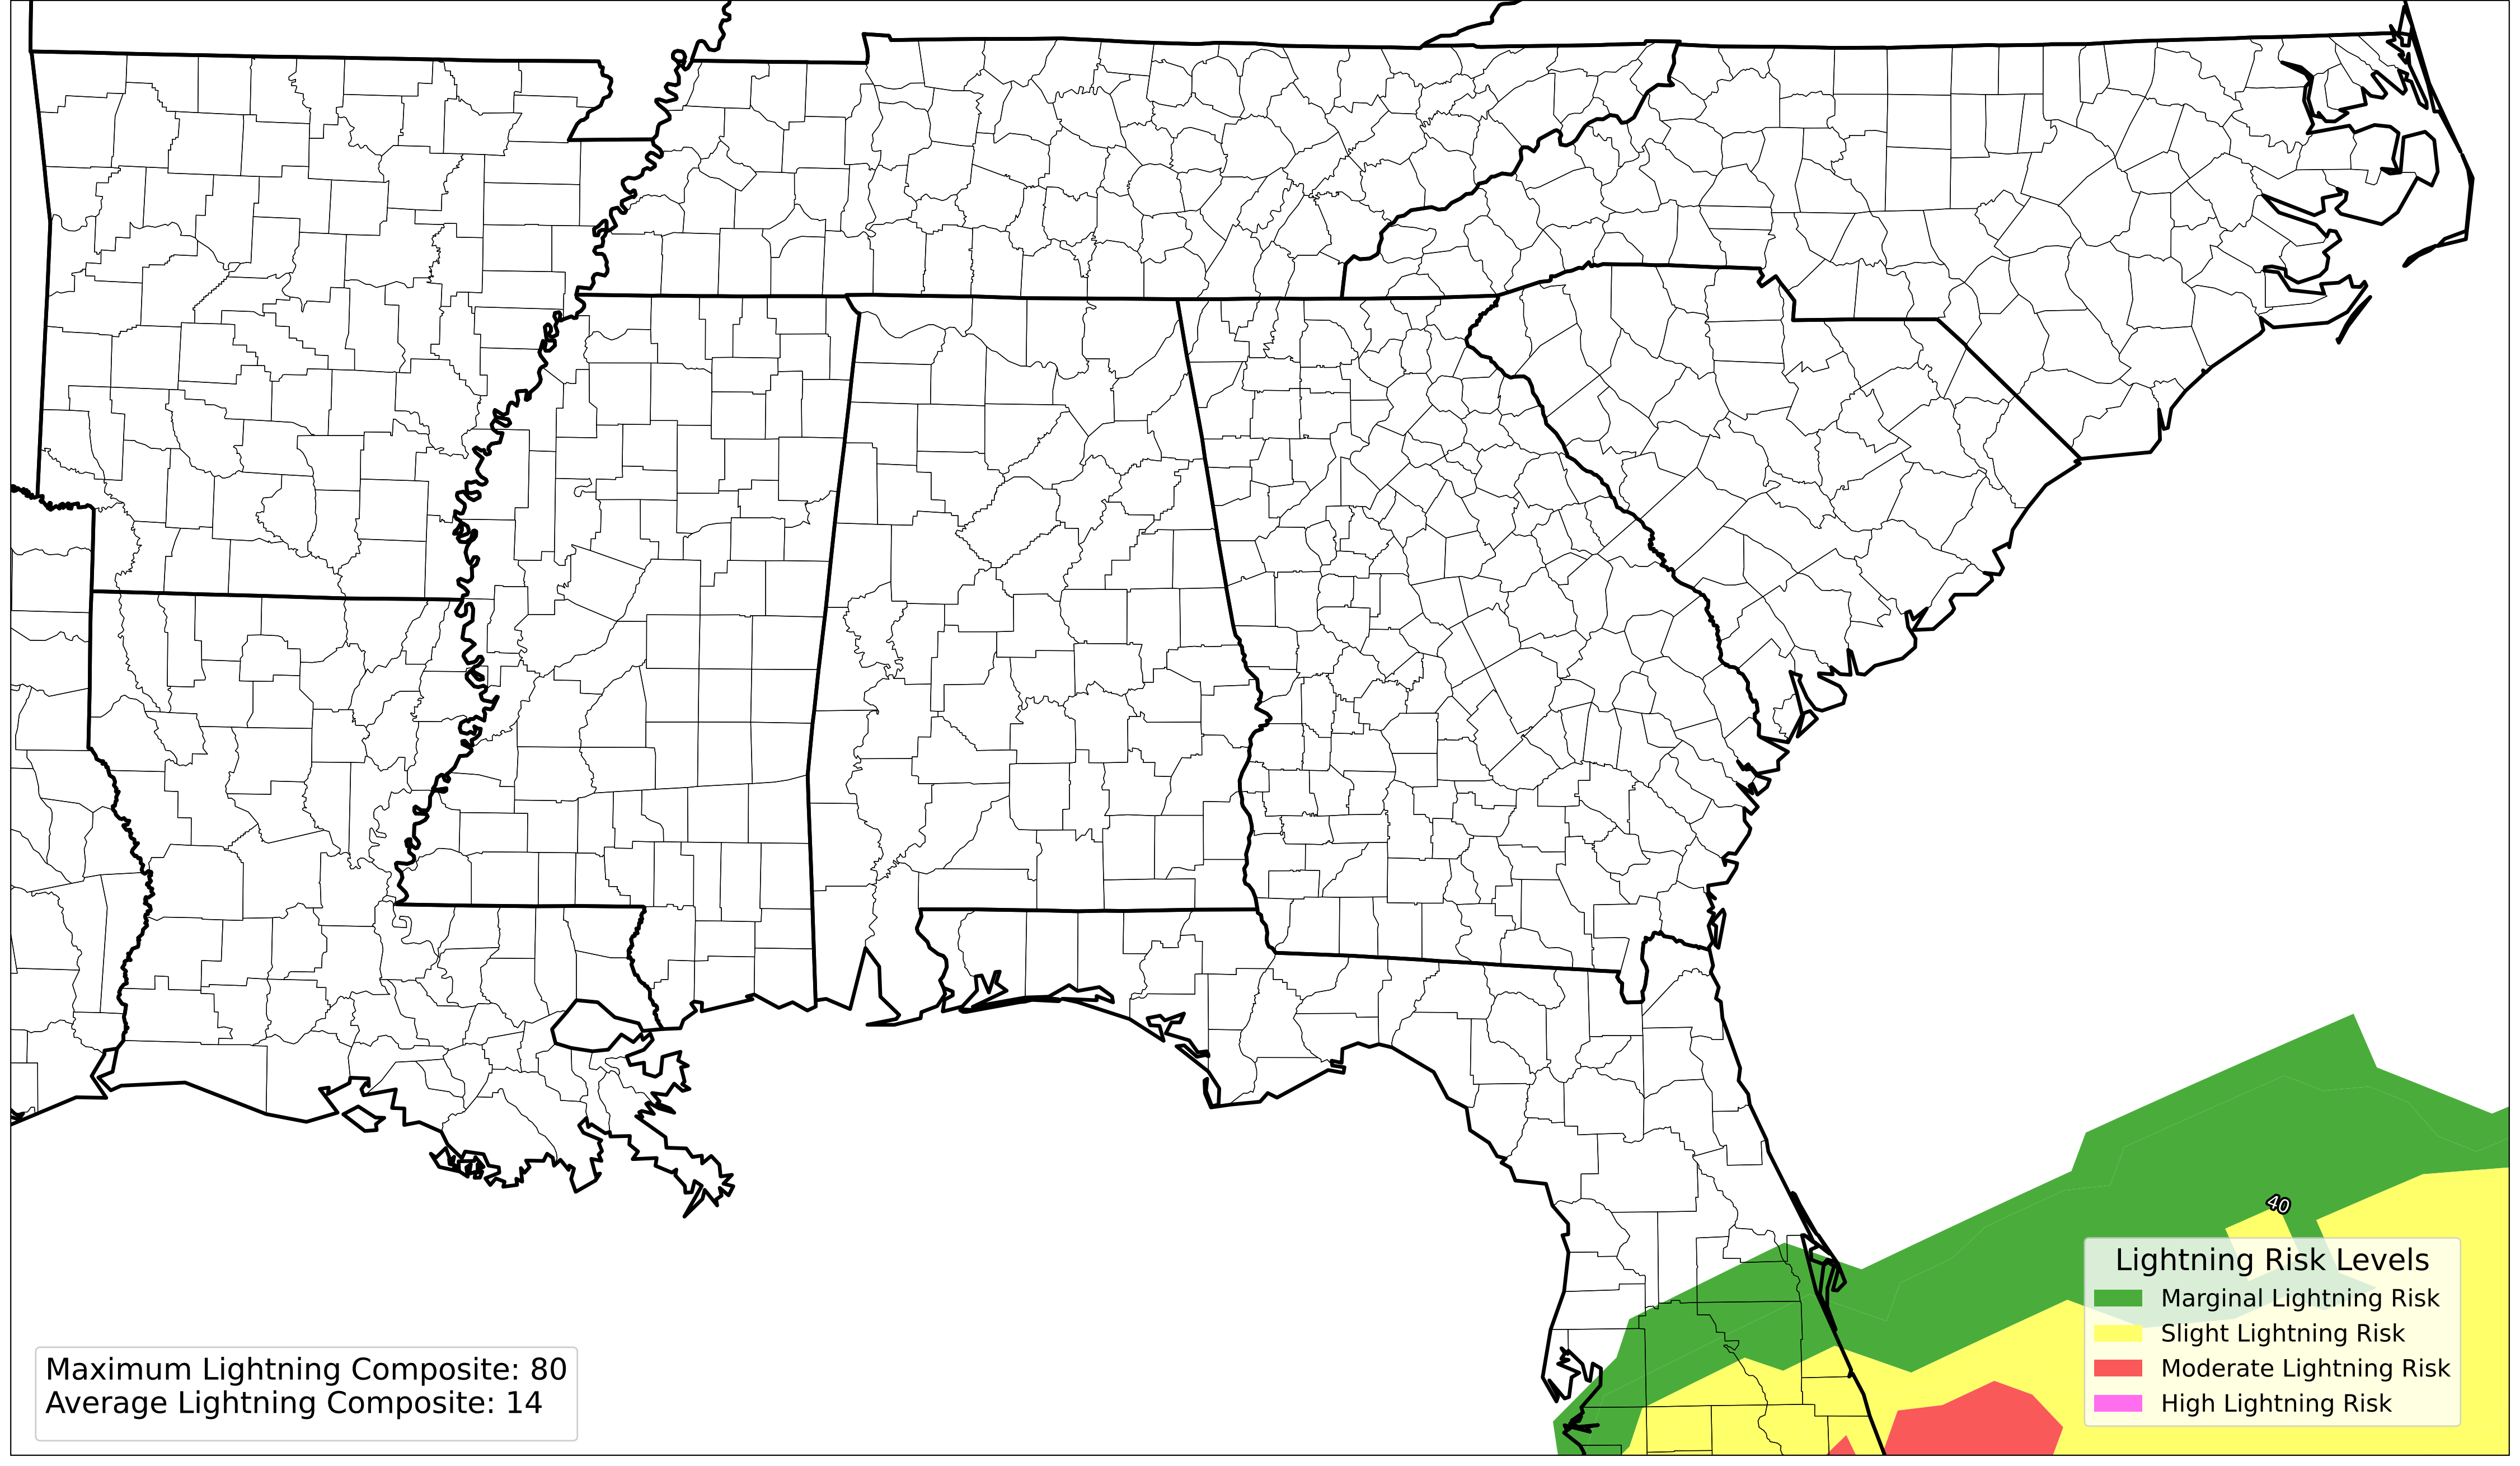 40
Lightning Risk Levels
Marginal Lightning Risk
Slight Lightning Risk
Moderate Lightning Risk
High Lightning Risk
Maximum Lightning Composite: 80
Average Lightning Composite: 14